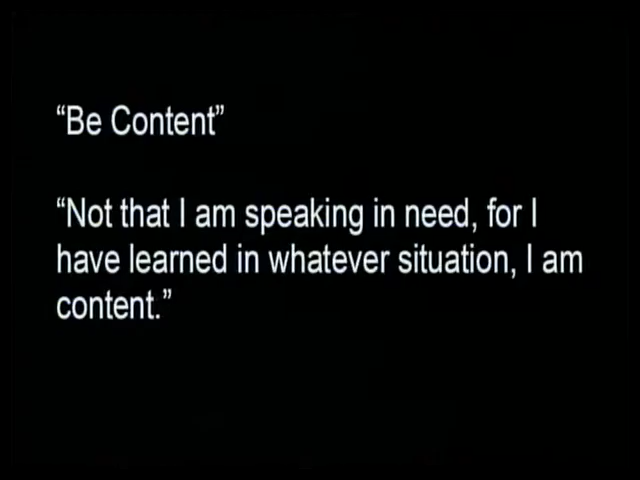 “Be Content”
“Not that I am speaking in need, for I
have learned in whatever situation, I am
content.”